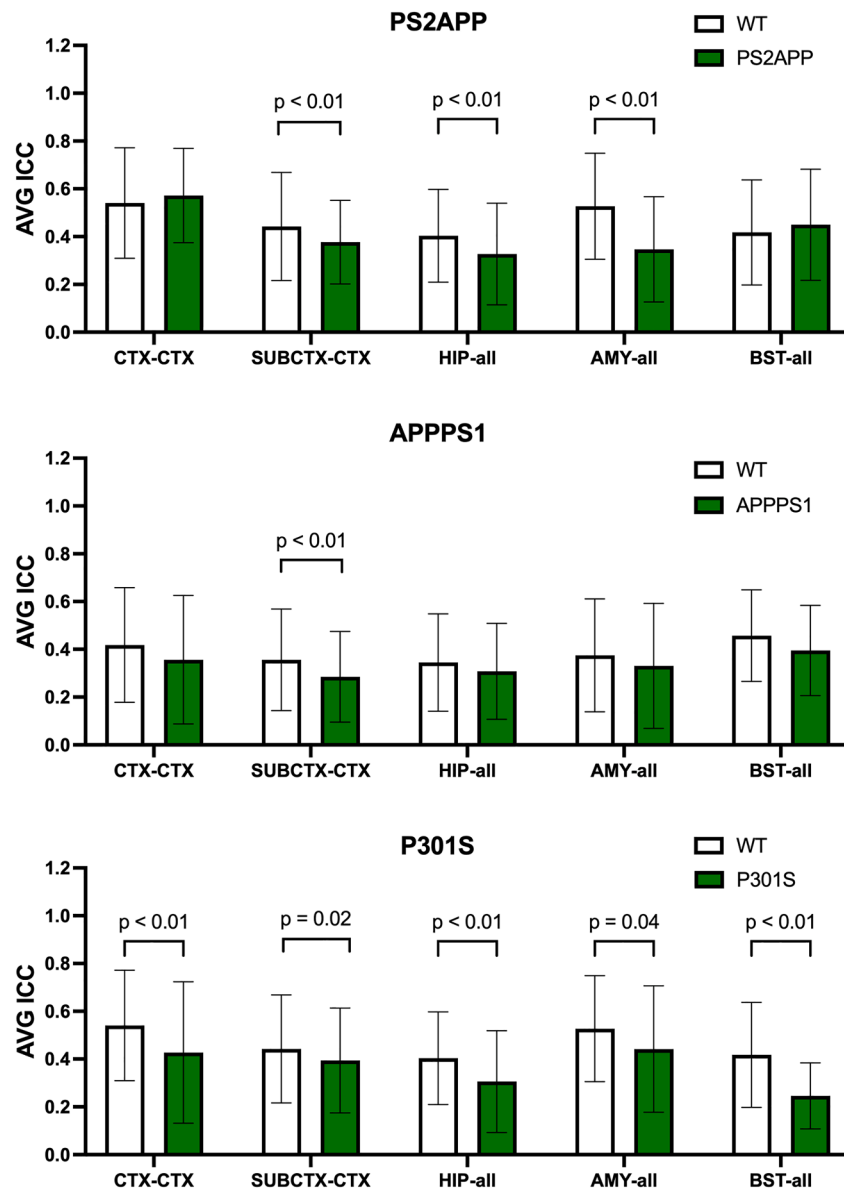 PS2APP
WT
PS2APP
AVG ICC
1.2
1.0
0.8
0.6
0.4
0.2
0.0
p < 0.01
p < 0.01
p < 0.01
CTX-CTX
SUBCTX-CTX
HIP-all
AMY-all
BST-all
APPPS1
WT
APPPS1
AVG ICC
1.2
1.0
0.8
0.6
0.4
0.2
0.0
p < 0.01
CTX-CTX
SUBCTX-CTX
HIP-all
AMY-all
BST-all
P301S
WT
P301S
AVG ICC
1.2
1.0
0.8
0.6
0.4
0.2
0.0
p < 0.01
p = 0.02
p < 0.01
p = 0.04
p < 0.01
CTX-CTX
SUBCTX-CTX
HIP-all
AMY-all
BST-all